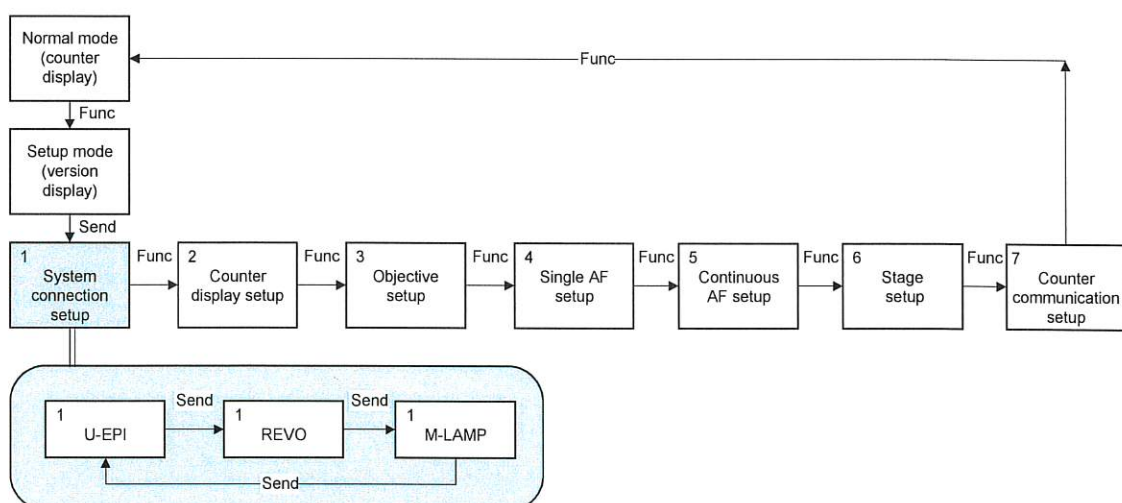 Normal mode
(counter
display)
Func
Func
Setup mode
(version
display)
Send
1
System
connection
setup
Func
2
Counter
display setup
Func
3
Objective
setup
Func
4
Single AF
setup
Func
5
Continuous
AF setup
Func
6
Stage
setup
Func
7
Counter
communication
setup
1
U-EPI
Send
1
REVO
Send
1
M-LAMP
Send